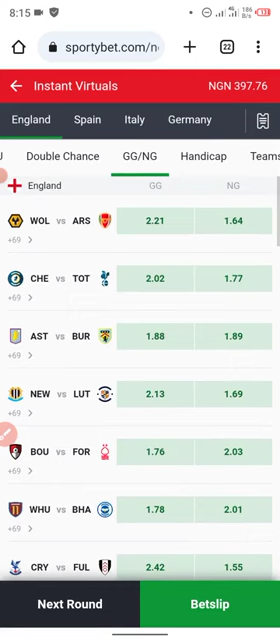 8:15
186
B/s
13
sportybet.com/n
22
Instant Virtuals NGN 397.76
England Spain Italy Germany
U Double Chance GG/NG Handicap Teams
England GG NG
WOL vs ARS 2.21 1.64
+69
CHE vs TOT 2.02 1.77
+69
AST vs BUR 1.88 1.89
+69
NEW vs LUT 2.13 1.69
+69
BOU vs FOR 1.76 2.03
+69
WHU vs BHA 1.78 2.01
+69
CRY vs FUL 2.42 1.55
Next Round Betslip